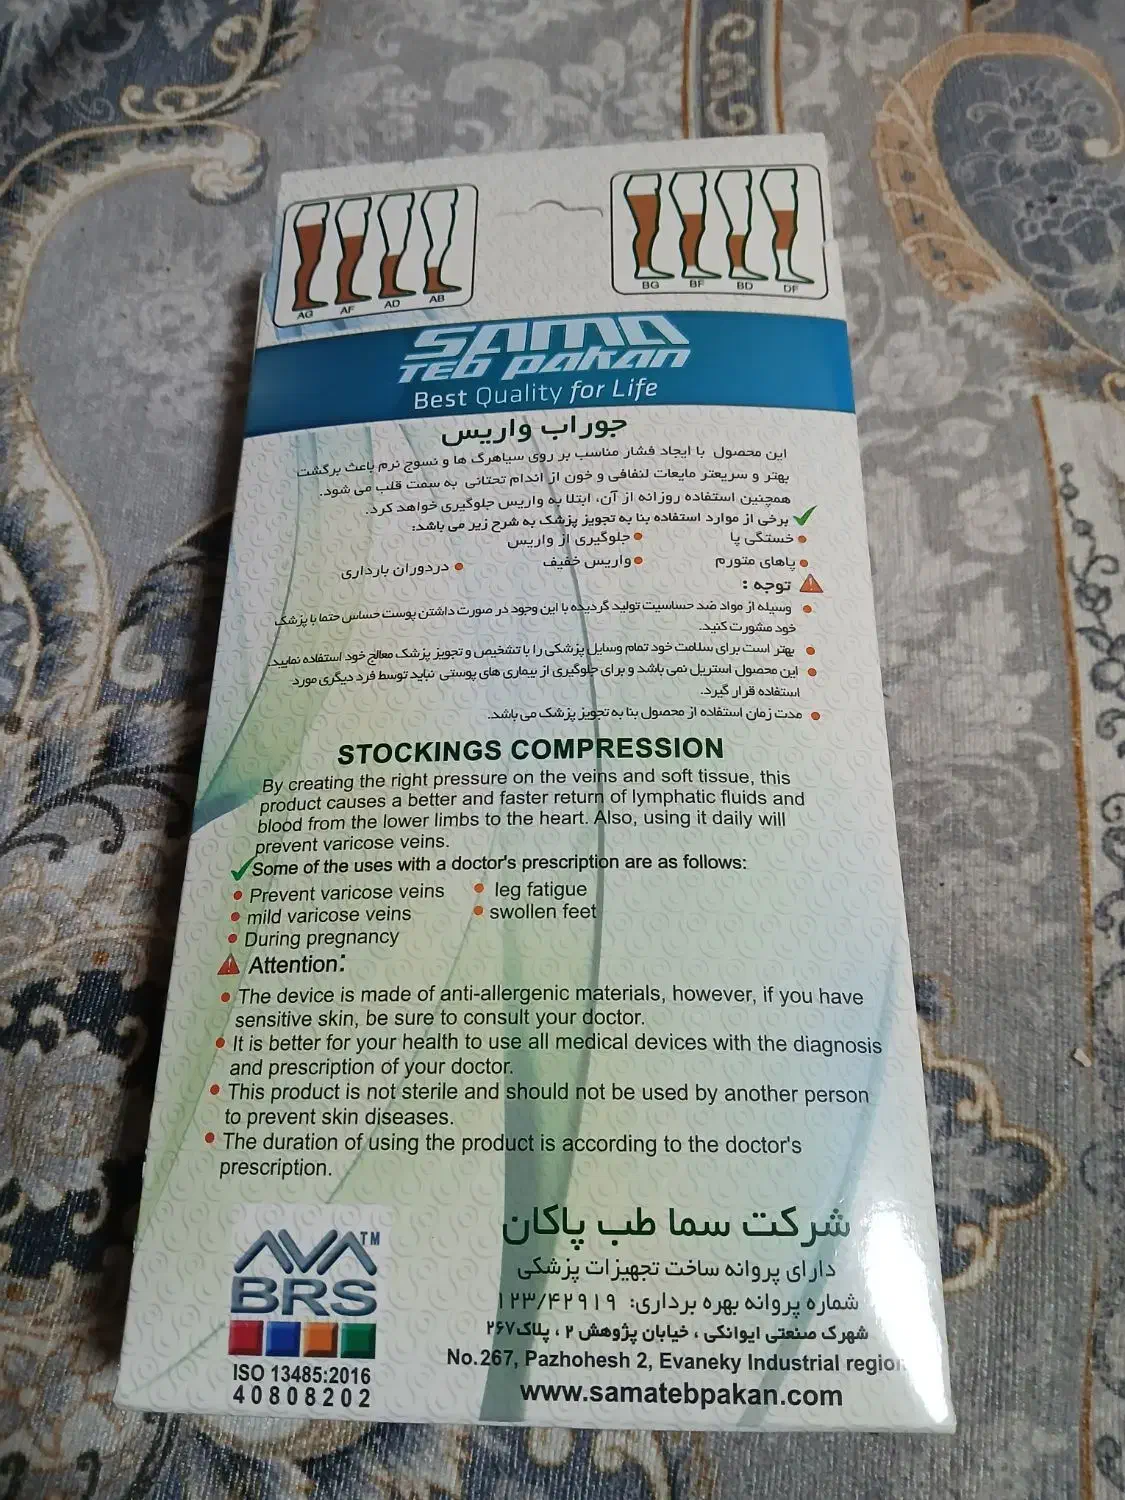 AG AF AD AB
BG BF BD DF
SAMA
TEB PAKAN
Best Quality for Life
جوراب واریس
این محصول با ایجاد فشار مناسب بر روی سیاهرگ ها و نسوج نرم باعث برگشت
بهتر و سریعتر مایعات لنفاقی و خون از اندام تحتانی به سمت قلب می شود.
همچنین استفاده روزانه از آن، ابتلا به واریس جلوگیری خواهد کرد.
برخی از موارد استفاده بنا به تجویز پزشک به شرح زیر می باشد:
خستگی پا
جلوگیری از واریس
پاهای متورم
واریس خفیف
دردوران بارداری
توجه :
وسیله از مواد ضد حساسیت تولید گردیده با این وجود در صورت داشتن پوست حساس حتما با پزشک
خود مشورت کنید.
بهتر است برای سلامت خود تمام وسایل پزشکی را با تشخیص و تجویز پزشک معالج خود استفاده نمایید.
این محصول استریل نمی باشد و برای جلوگیری از بیماری های پوستی نباید توسط فرد دیگری مورد
استفاده قرار گیرد.
مدت زمان استفاده از محصول بنا به تجویز پزشک می باشد.
STOCKINGS COMPRESSION
By creating the right pressure on the veins and soft tissue, this
product causes a better and faster return of lymphatic fluids and
blood from the lower limbs to the heart. Also, using it daily will
prevent varicose veins.
Some of the uses with a doctor's prescription are as follows:
Prevent varicose veins
leg fatigue
mild varicose veins
swollen feet
During pregnancy
Attention:
The device is made of anti-allergenic materials, however, if you have
sensitive skin, be sure to consult your doctor.
It is better for your health to use all medical devices with the diagnosis
and prescription of your doctor.
This product is not sterile and should not be used by another person
to prevent skin diseases.
The duration of using the product is according to the doctor's
prescription.
AVA™
BRS
ISO 13485:2016
40808202
شرکت سما طب پاکان
دارای پروانه ساخت تجهیزات پزشکی
شماره پروانه بهره برداری: ۱۲۳/۴۲۹۱۹
شهرک صنعتی ایوانکی ، خیابان پژوهش ۲ ، پلاک۲۶۷
No.267, Pazhohesh 2, Evaneky Industrial region
www.samatebpakan.com